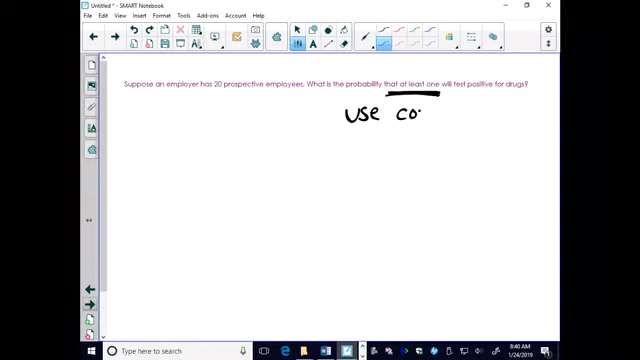 Untitled * - SMART Notebook
File Edit View Insert Format Tools Add-ons Account Help
Suppose an employer has 20 prospective employees. What is the probability that at least one will test positive for drugs?
use co
Type here to search
8:40 AM
1/24/2019